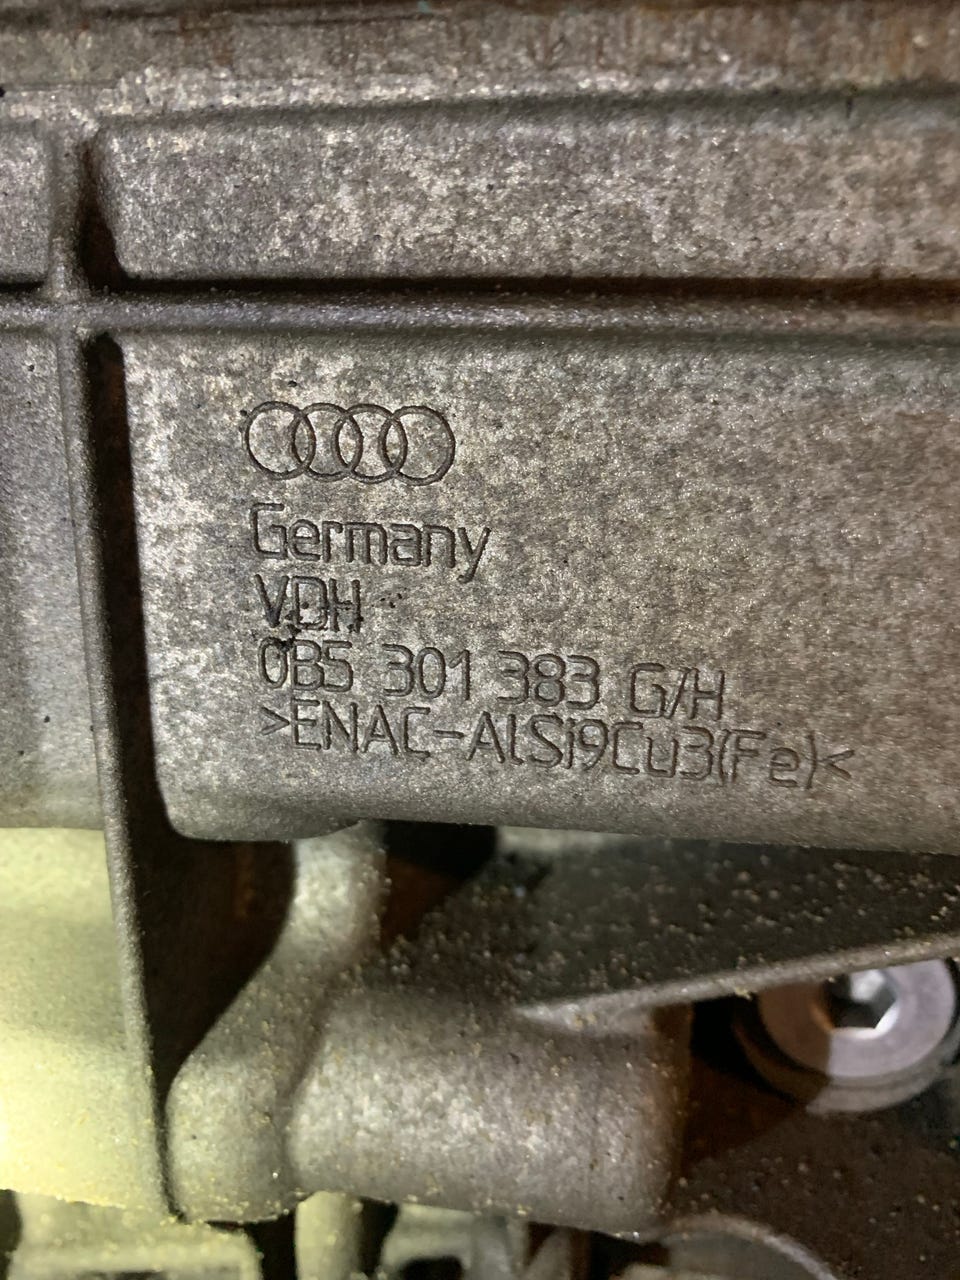 Germany
VDH
0B5 301 383 G/H
>ENAC-AlSi9Cu3(Fe)<